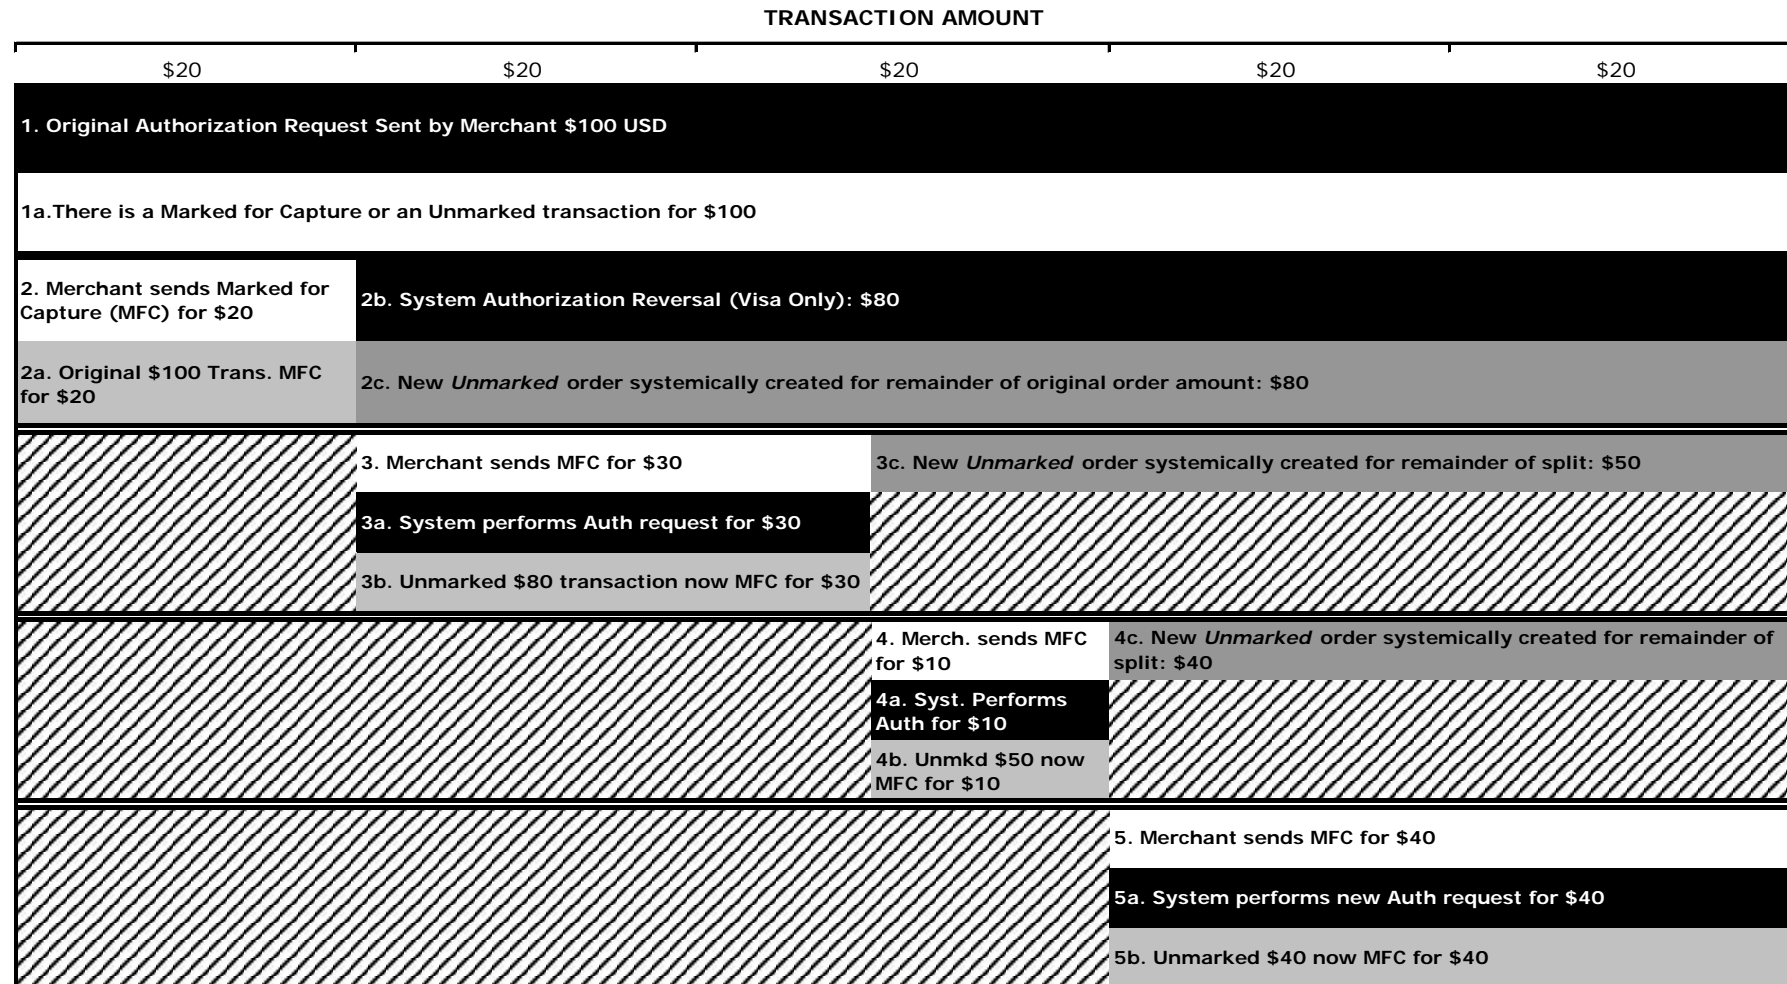 TRANSACTION AMOUNT
$20 $20 $20 $20 $20
1. Original Authorization Request Sent by Merchant $100 USD
1a.There is a Marked for Capture or an Unmarked transaction for $100
2. Merchant sends Marked for
Capture (MFC) for $20
2b. System Authorization Reversal (Visa Only): $80
2a. Original $100 Trans. MFC
for $20
2c. New Unmarked order systemically created for remainder of original order amount: $80
3. Merchant sends MFC for $30
3c. New Unmarked order systemically created for remainder of split: $50
3a. System performs Auth request for $30
3b. Unmarked $80 transaction now MFC for $30
4. Merch. sends MFC
for $10
4c. New Unmarked order systemically created for remainder of
split: $40
4a. Syst. Performs
Auth for $10
4b. Unmkd $50 now
MFC for $10
5. Merchant sends MFC for $40
5a. System performs new Auth request for $40
5b. Unmarked $40 now MFC for $40